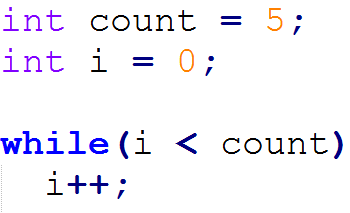 int count = 5;
int i = 0;
while(i < count)
i++;